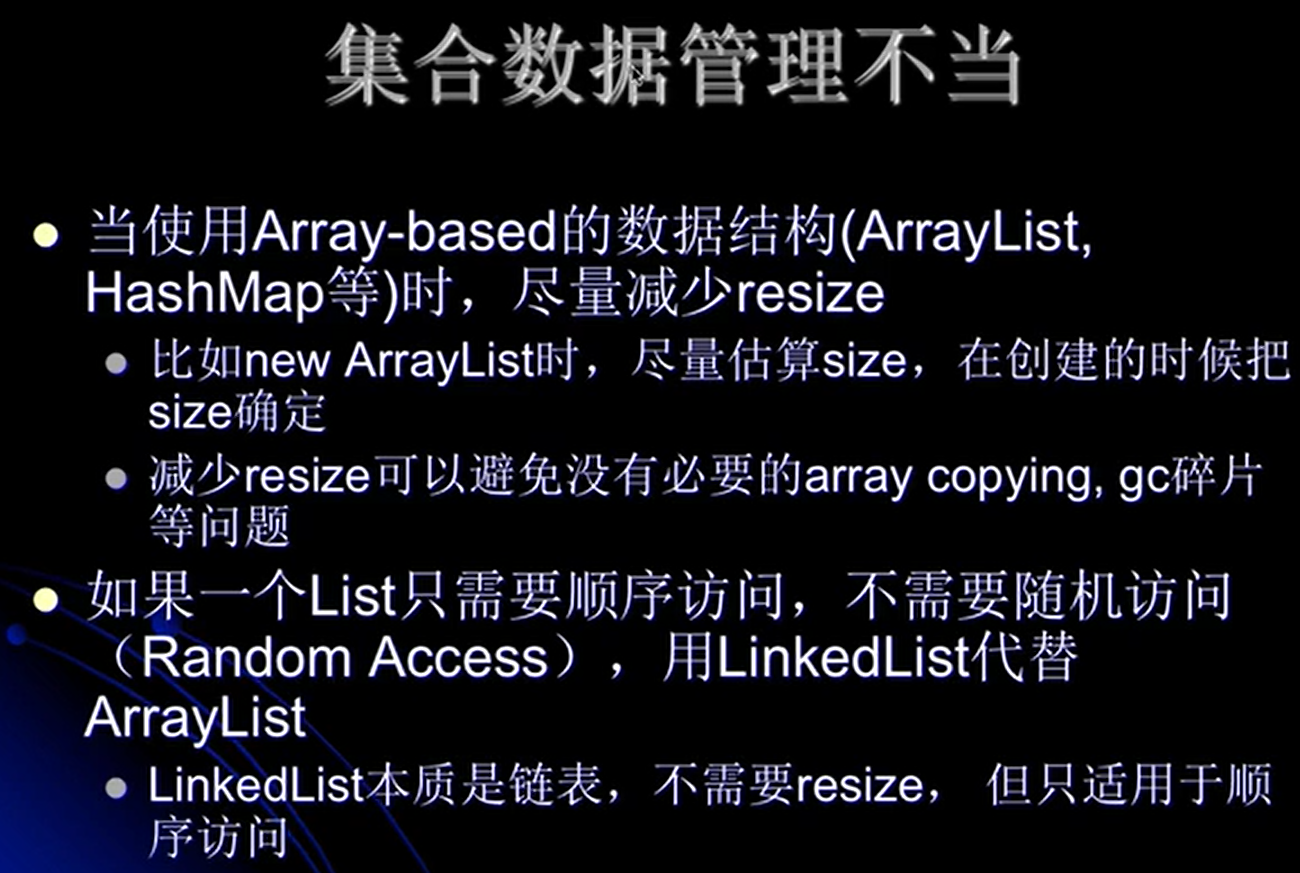 集合数据管理不当
当使用Array-based的数据结构(ArrayList,
HashMap等)时，尽量减少resize
比如new ArrayList时，尽量估算size，在创建的时候把
size确定
减少resize可以避免没有必要的array copying, gc碎片
等问题
如果一个List只需要顺序访问，不需要随机访问
（Random Access），用LinkedList代替
ArrayList
LinkedList本质是链表，不需要resize， 但只适用于顺
序访问